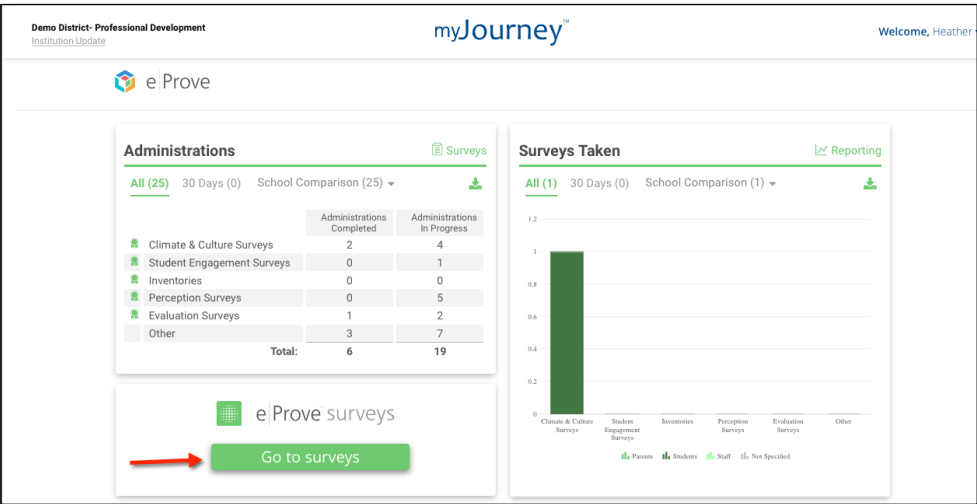 Demo District- Professional Development
Institution Update
myJourney™
Welcome, Heather
e|Prove
Administrations
Surveys
All (25) 30 Days (0) School Comparison (25)
Administrations Completed Administrations In Progress
Climate & Culture Surveys 2 4
Student Engagement Surveys 0 1
Inventories 0 0
Perception Surveys 0 5
Evaluation Surveys 1 2
Other 3 7
Total: 6 19
e|Prove™ surveys
Go to surveys
Surveys Taken
Reporting
All (1) 30 Days (0) School Comparison (1)
1.2
1
0.8
0.6
0.4
0.2
0
Climate & Culture Surveys Student Engagement Surveys Inventories Perception Surveys Evaluation Surveys Other
Parents Students Staff Not Specified